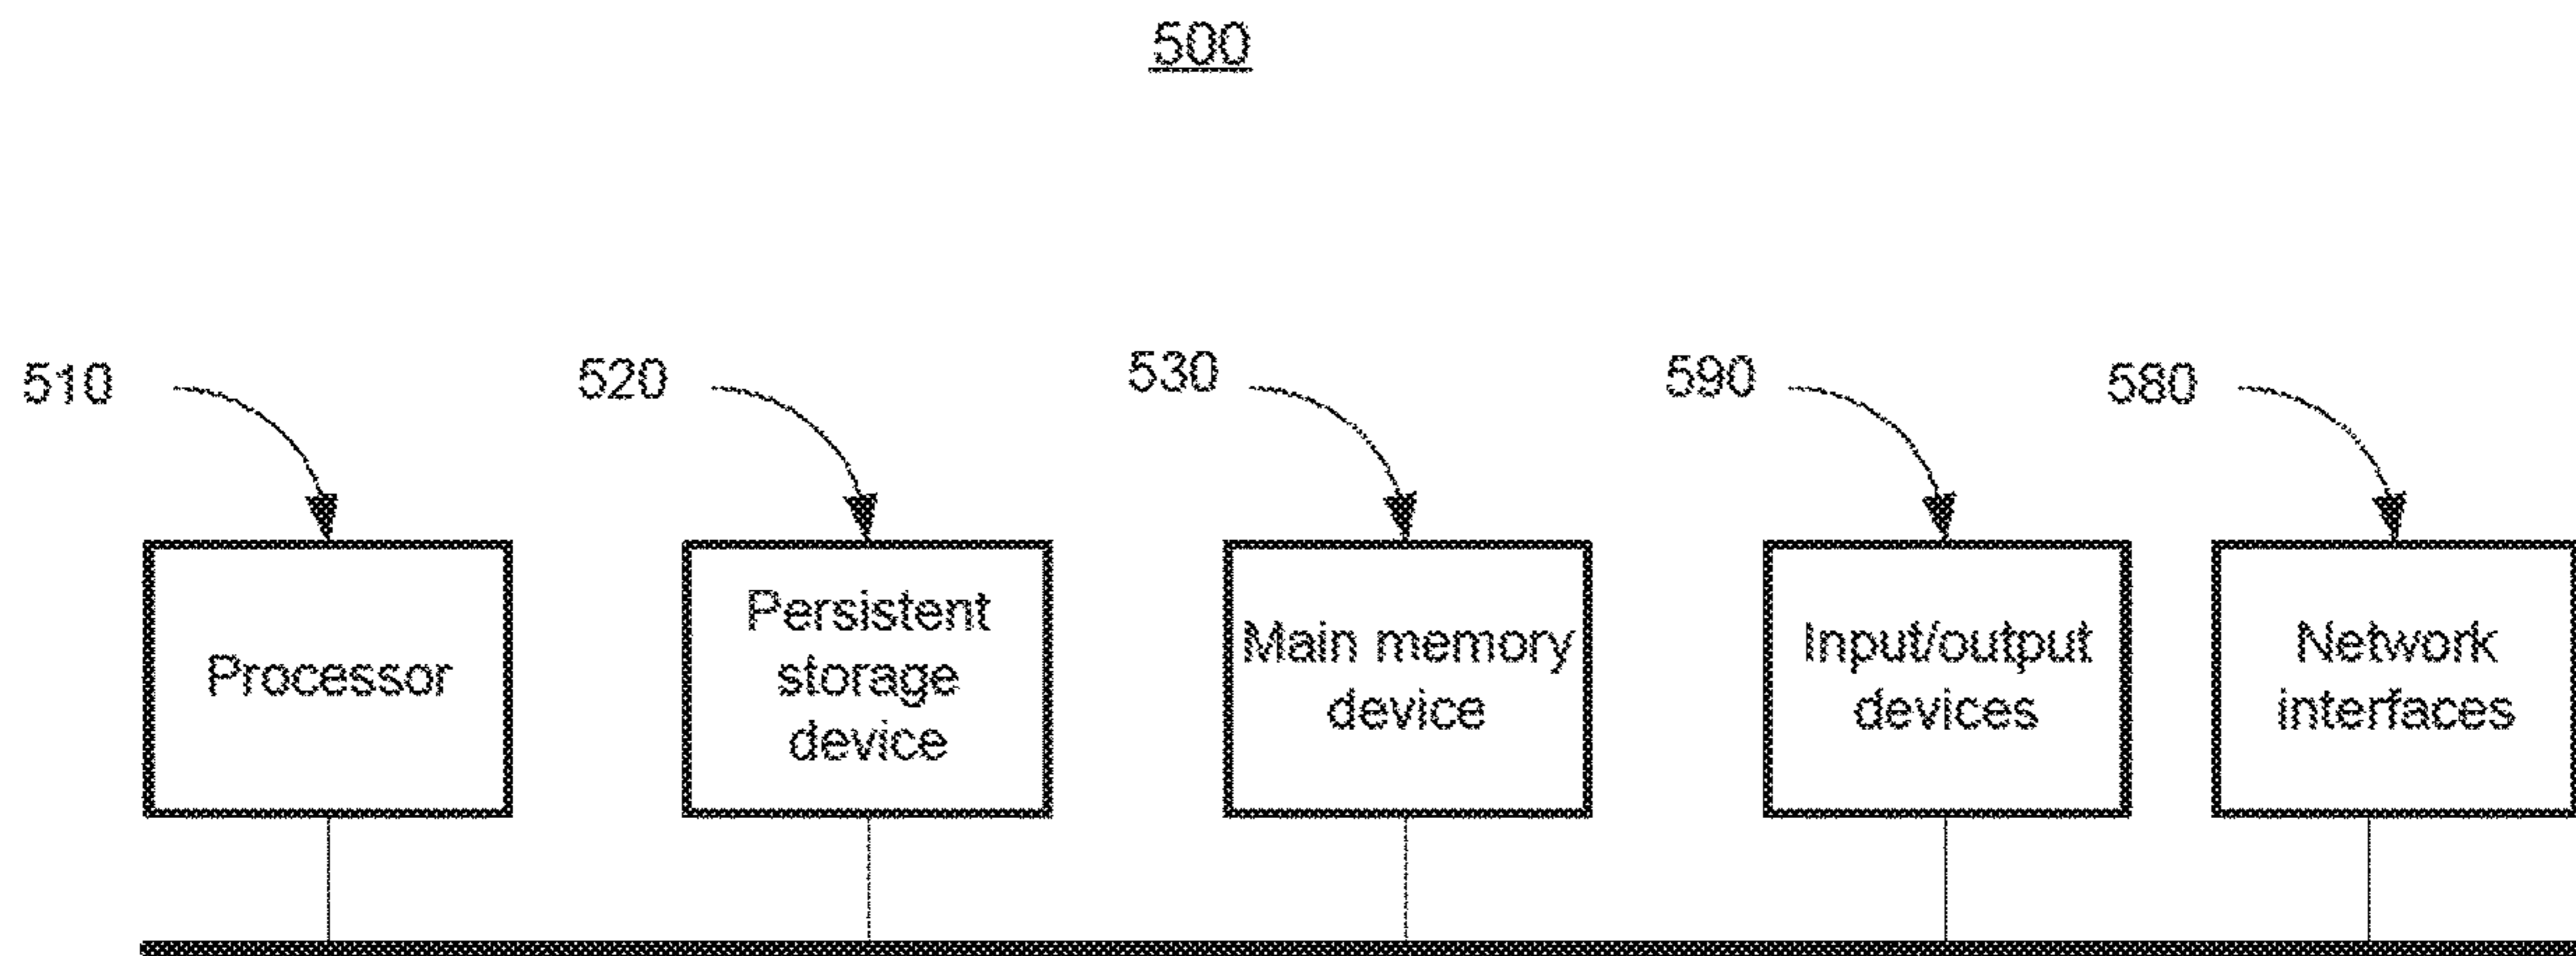 500
510
520
530
590
580
Processor
Persistent
storage
device
Main memory
device
Input/output
devices
Network
interfaces